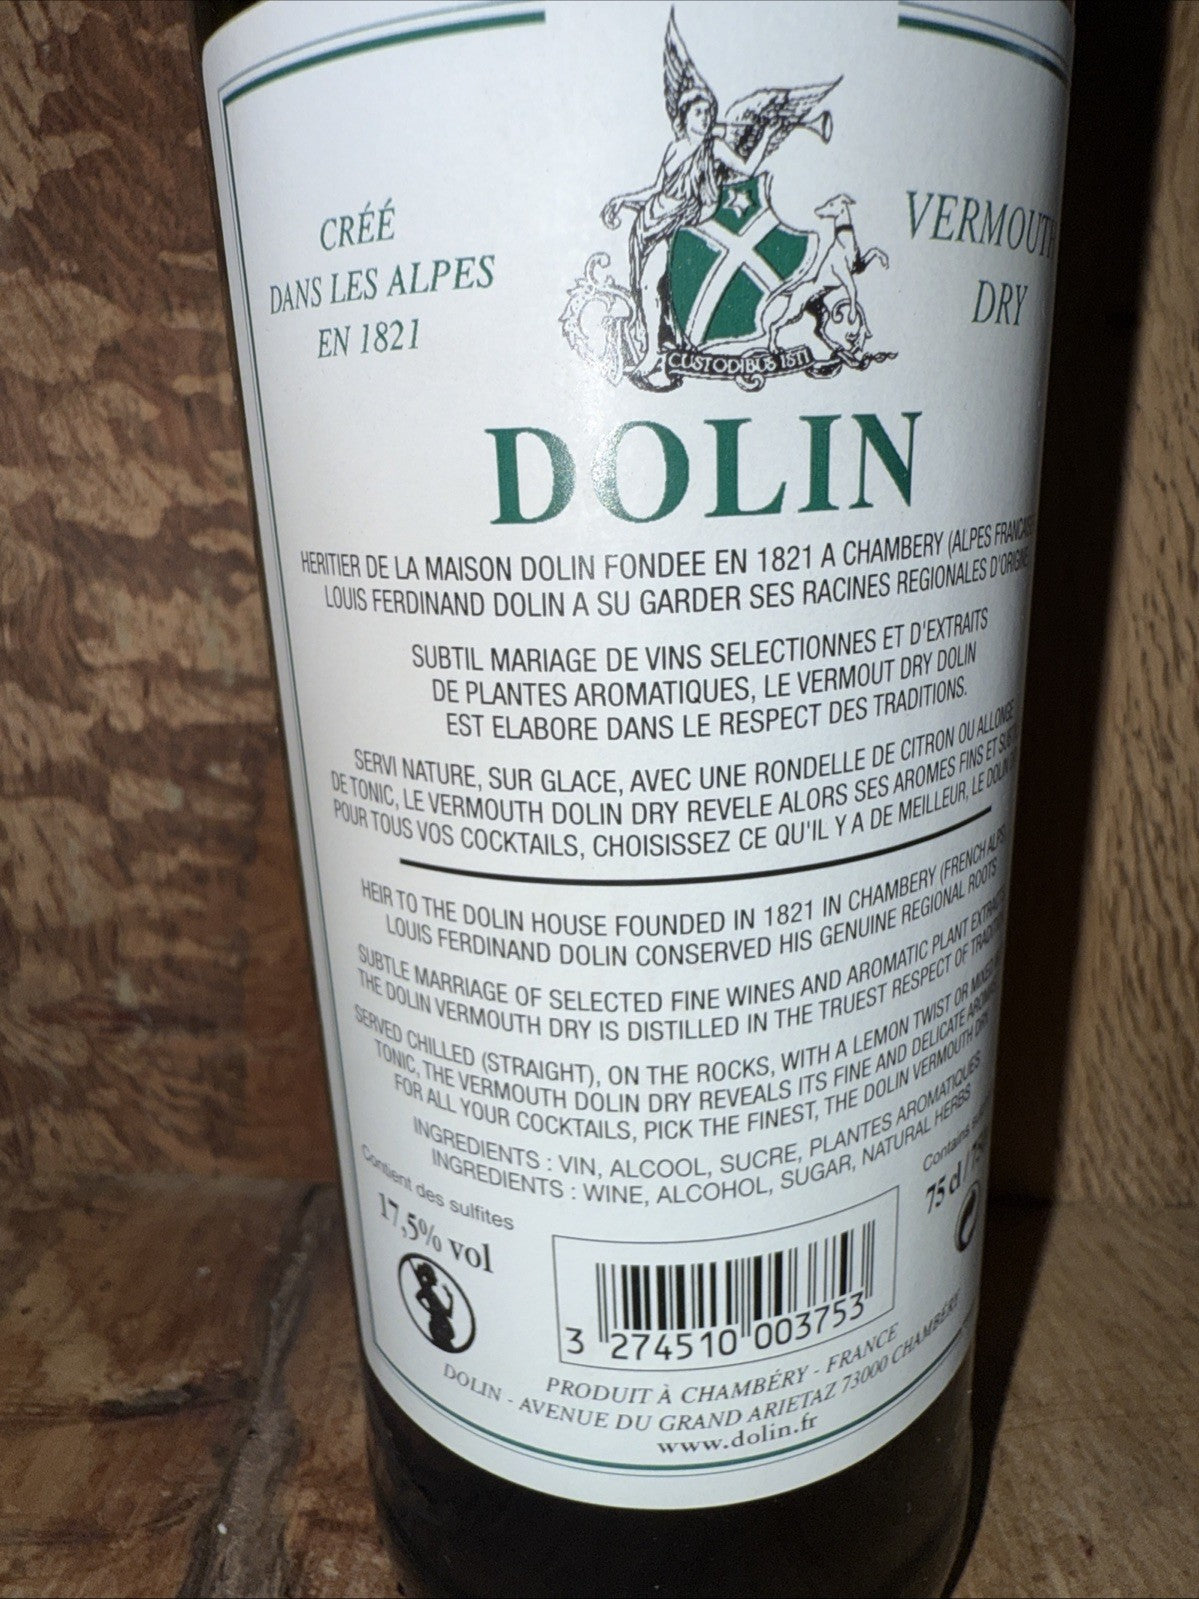 CRÉÉ
DANS LES ALPES
EN 1821
VERMOUTH
DRY
CUSTODIBUS ISTI
DOLIN
HERITIER DE LA MAISON DOLIN FONDEE EN 1821 A CHAMBERY (ALPES
LOUIS FERDINAND DOLIN A SU GARDER SES RACINES REGIONALES D'ORIGINE
SUBTIL MARIAGE DE VINS SELECTIONNES ET D'EXTRAITS
DE PLANTES AROMATIQUES, LE VERMOUT DRY DOLIN
EST ELABORE DANS LE RESPECT DES TRADITIONS.
SERVI NATURE, SUR GLACE, AVEC UNE RONDELLE DE CITRON OU ALLONGE
DE TONIC, LE VERMOUTH DOLIN DRY REVELE ALORS SES AROMES FINS ET
POUR TOUS VOS COCKTAILS, CHOISISSEZ CE QU'IL Y A DE MEILLEUR, LE DOLIN
HEIR TO THE DOLIN HOUSE FOUNDED IN 1821 IN CHAMBERY (FRENCH ALPS
LOUIS FERDINAND DOLIN CONSERVED HIS GENUINE REGIONAL ROOTS
SUBTLE MARRIAGE OF SELECTED FINE WINES AND AROMATIC PLANT EXTRACTS
THE DOLIN VERMOUTH DRY IS DISTILLED IN THE TRUEST RESPECT OF
SERVED CHILLED (STRAIGHT), ON THE ROCKS, WITH A LEMON TWIST OR MIXED
TONIC, THE VERMOUTH DOLIN DRY REVEALS ITS FINE AND DELICATE AROMAS
FOR ALL YOUR COCKTAILS, PICK THE FINEST, THE DOLIN VERMOUTH DRY
INGREDIENTS : VIN, ALCOOL, SUCRE, PLANTES AROMATIQUES
INGREDIENTS : WINE, ALCOHOL, SUGAR, NATURAL HERBS
Contient des sulfites
Contains
17,5% vol
75 cl /
3 274510 003753
PRODUIT À CHAMBÉRY - FRANCE
DOLIN - AVENUE DU GRAND ARIETAZ 73000 CHAMBÉRY
www.dolin.fr